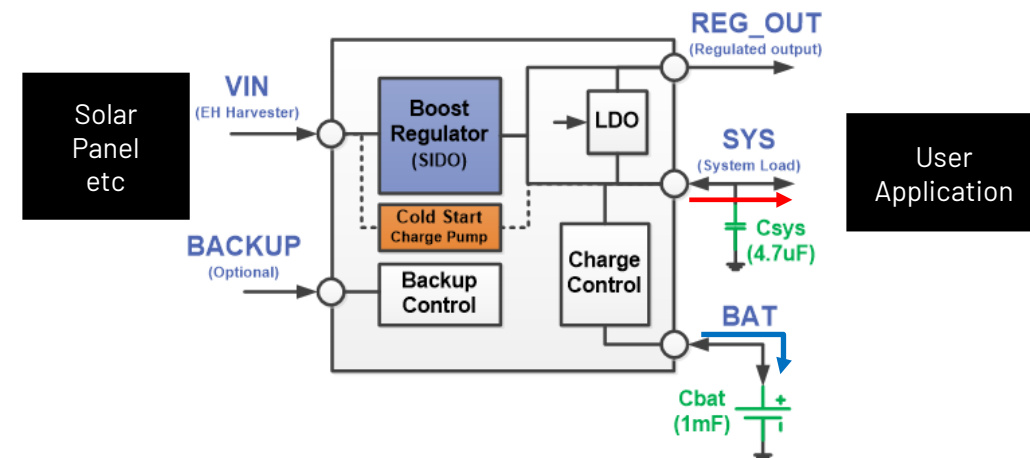 REG_OUT
(Regulated output)
Solar
Panel
etc
VIN
(EH Harvester)
Boost
Regulator
(SIDO)
LDO
SYS
(System Load)
User
Application
Cold Start
Charge Pump
Csys
(4.7uF)
BACKUP
(Optional)
Backup
Control
Charge
Control
BAT
Cbat
(1mF)
+